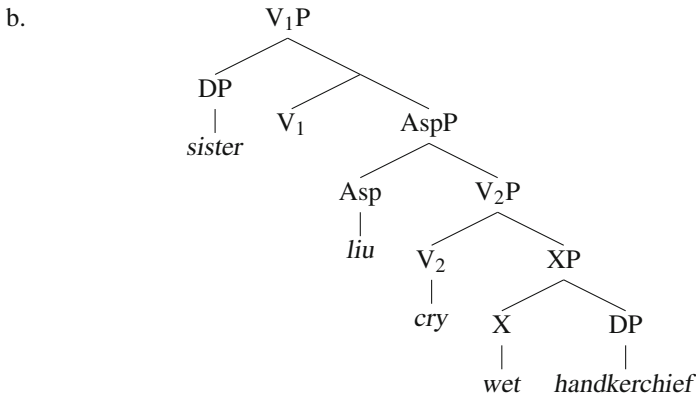 b.
V₁P
DP
V₁ AspP
sister
Asp V₂P
liu
V₂ XP
cry
X DP
wet handkerchief